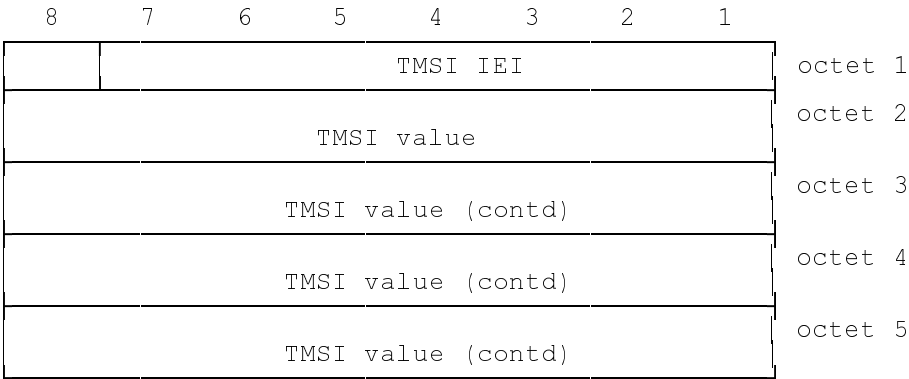 8 7 6 5 4 3 2 1
TMSI IEI octet 1
octet 2
TMSI value
octet 3
TMSI value (contd)
octet 4
TMSI value (contd)
octet 5
TMSI value (contd)